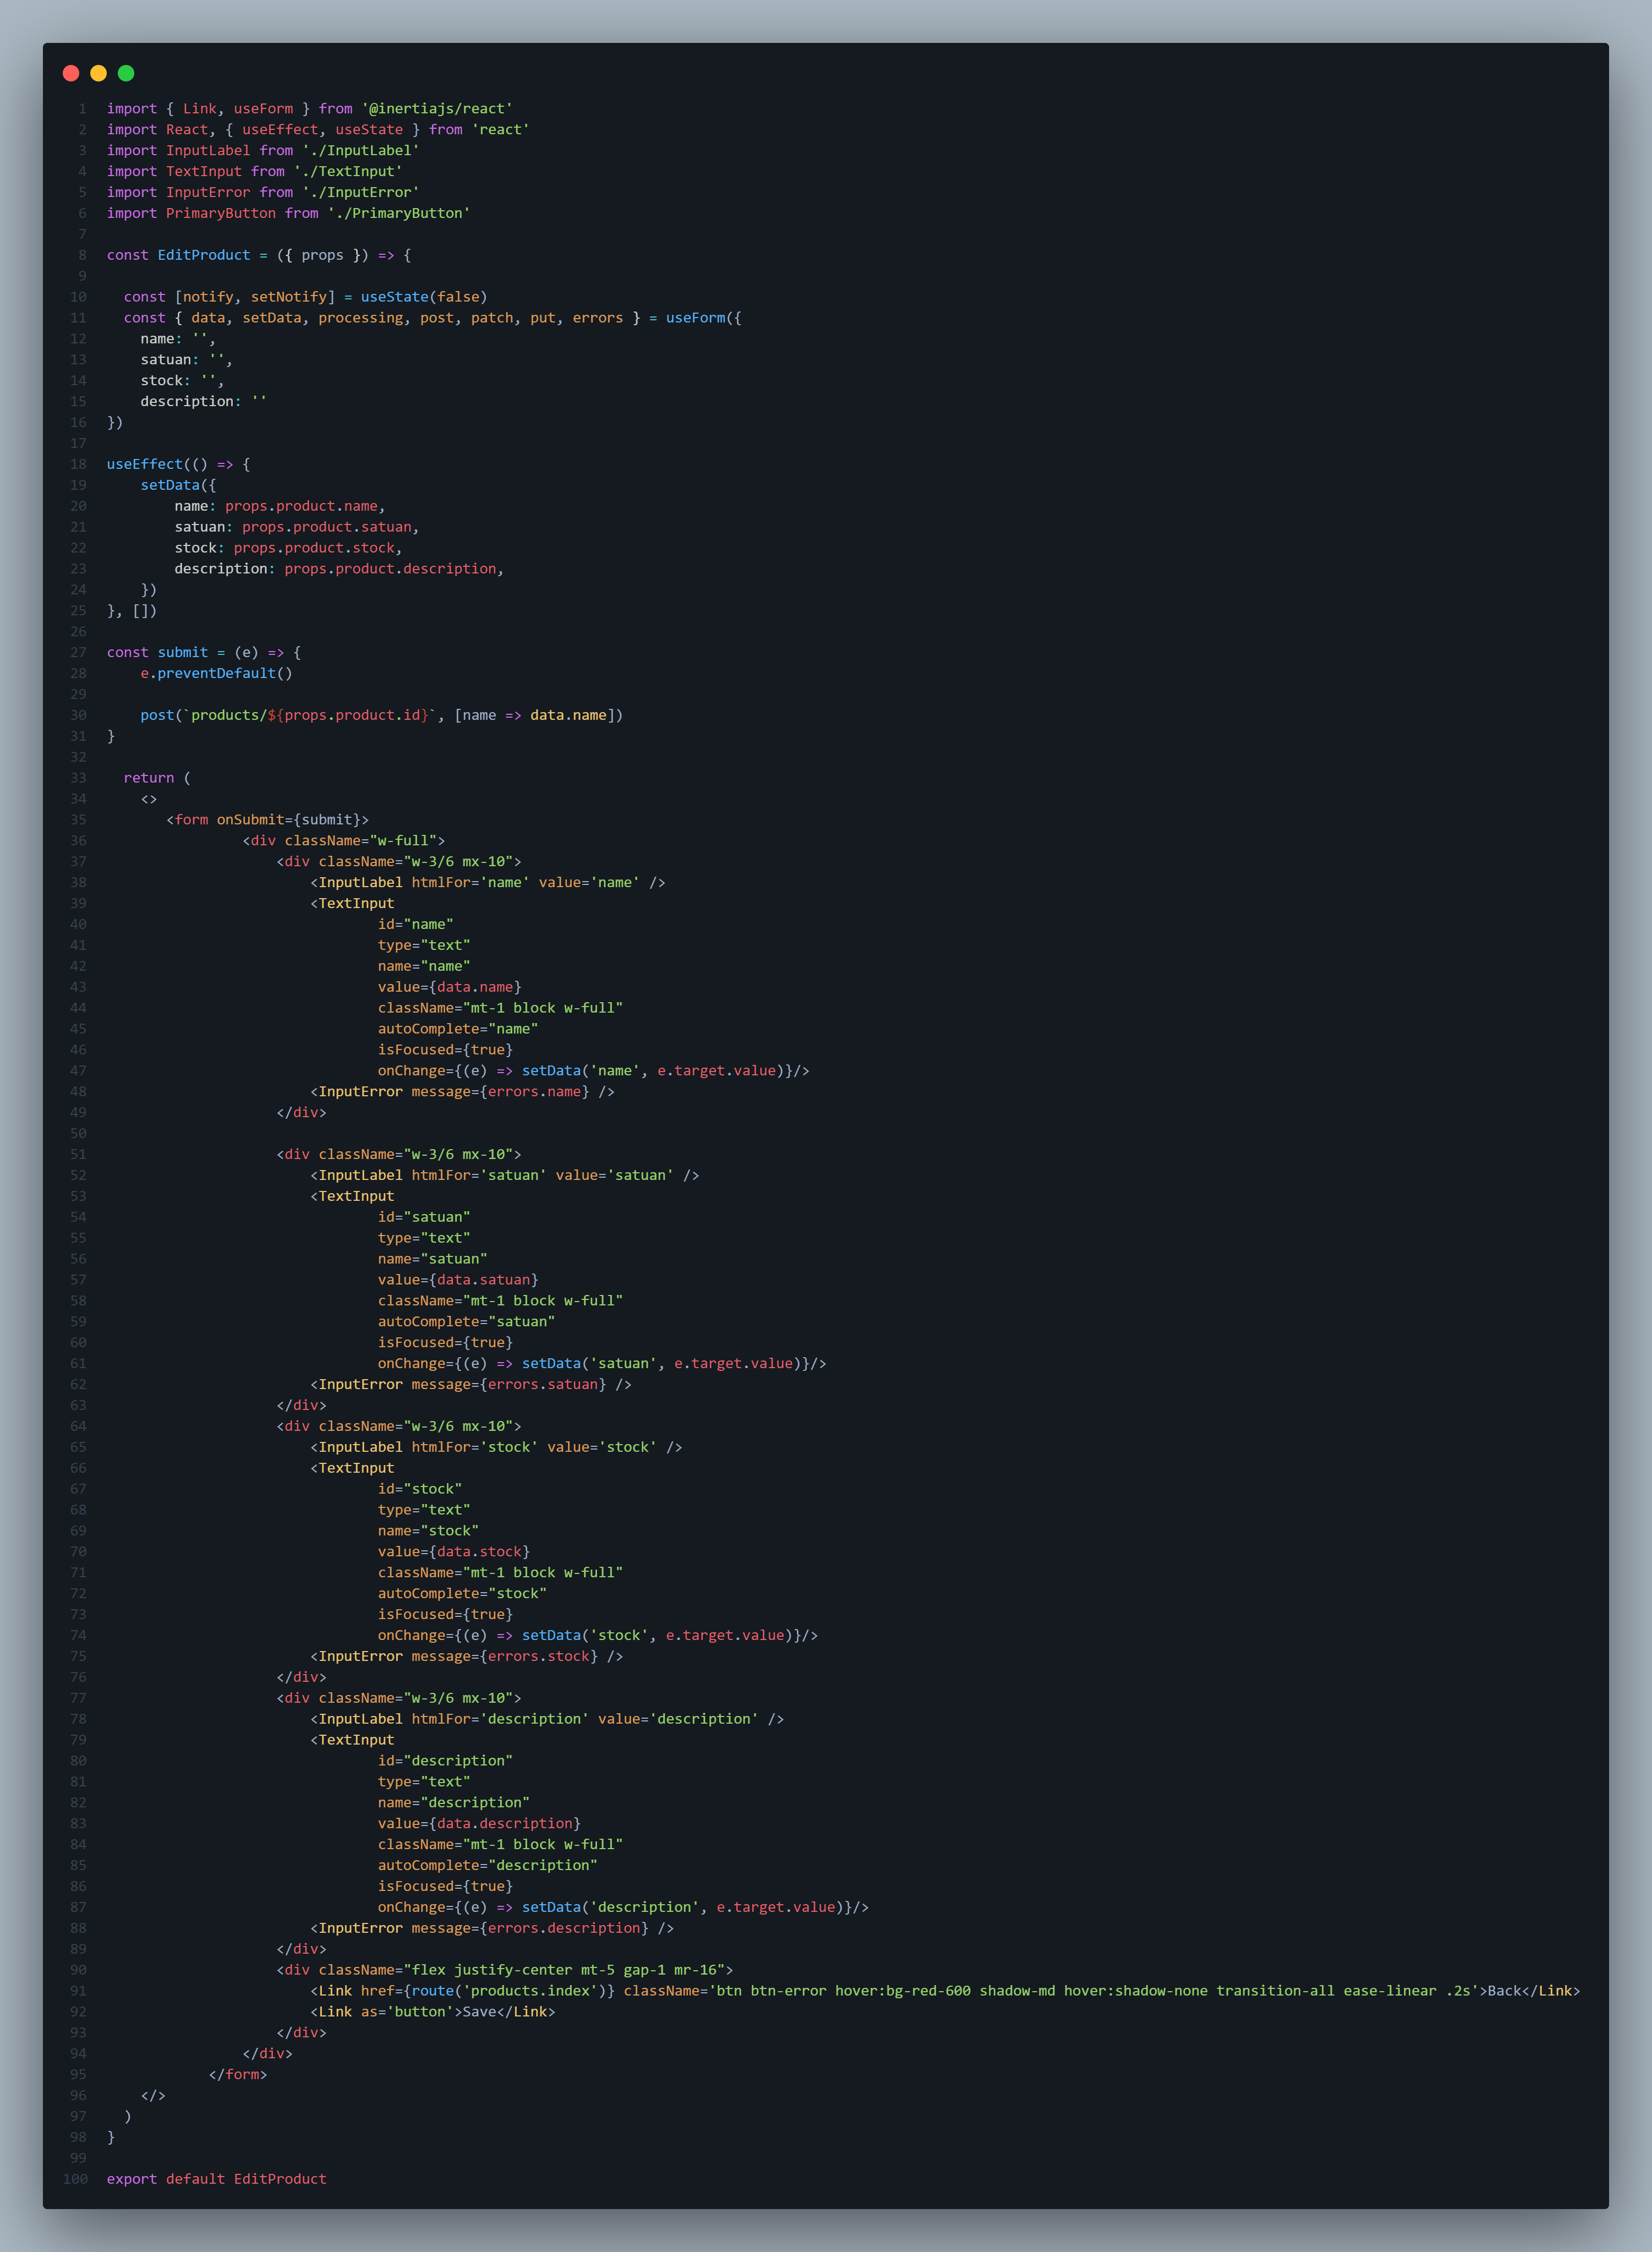 1 import { Link, useForm } from '@inertiajs/react'
2 import React, { useEffect, useState } from 'react'
3 import InputLabel from './InputLabel'
4 import TextInput from './TextInput'
5 import InputError from './InputError'
6 import PrimaryButton from './PrimaryButton'
7
8 const EditProduct = ({ props }) => {
9
10   const [notify, setNotify] = useState(false)
11   const { data, setData, processing, post, patch, put, errors } = useForm({
12     name: '',
13     satuan: '',
14     stock: '',
15     description: ''
16 })
17
18 useEffect(() => {
19     setData({
20         name: props.product.name,
21         satuan: props.product.satuan,
22         stock: props.product.stock,
23         description: props.product.description,
24     })
25 }, [])
26
27 const submit = (e) => {
28     e.preventDefault()
29
30     post(`products/${props.product.id}`, [name => data.name])
31 }
32
33   return (
34     <>
35        <form onSubmit={submit}>
36                 <div className="w-full">
37                     <div className="w-3/6 mx-10">
38                         <InputLabel htmlFor='name' value='name' />
39                         <TextInput
40                                 id="name"
41                                 type="text"
42                                 name="name"
43                                 value={data.name}
44                                 className="mt-1 block w-full"
45                                 autoComplete="name"
46                                 isFocused={true}
47                                 onChange={(e) => setData('name', e.target.value)}/>
48                         <InputError message={errors.name} />
49                     </div>
50
51                     <div className="w-3/6 mx-10">
52                         <InputLabel htmlFor='satuan' value='satuan' />
53                         <TextInput
54                                 id="satuan"
55                                 type="text"
56                                 name="satuan"
57                                 value={data.satuan}
58                                 className="mt-1 block w-full"
59                                 autoComplete="satuan"
60                                 isFocused={true}
61                                 onChange={(e) => setData('satuan', e.target.value)}/>
62                         <InputError message={errors.satuan} />
63                     </div>
64                     <div className="w-3/6 mx-10">
65                         <InputLabel htmlFor='stock' value='stock' />
66                         <TextInput
67                                 id="stock"
68                                 type="text"
69                                 name="stock"
70                                 value={data.stock}
71                                 className="mt-1 block w-full"
72                                 autoComplete="stock"
73                                 isFocused={true}
74                                 onChange={(e) => setData('stock', e.target.value)}/>
75                         <InputError message={errors.stock} />
76                     </div>
77                     <div className="w-3/6 mx-10">
78                         <InputLabel htmlFor='description' value='description' />
79                         <TextInput
80                                 id="description"
81                                 type="text"
82                                 name="description"
83                                 value={data.description}
84                                 className="mt-1 block w-full"
85                                 autoComplete="description"
86                                 isFocused={true}
87                                 onChange={(e) => setData('description', e.target.value)}/>
88                         <InputError message={errors.description} />
89                     </div>
90                     <div className="flex justify-center mt-5 gap-1 mr-16">
91                         <Link href={route('products.index')} className='btn btn-error hover:bg-red-600 shadow-md hover:shadow-none transition-all ease-linear .2s'>Back</Link>
92                         <Link as='button'>Save</Link>
93                     </div>
94                 </div>
95             </form>
96     </>
97   )
98 }
99
100 export default EditProduct